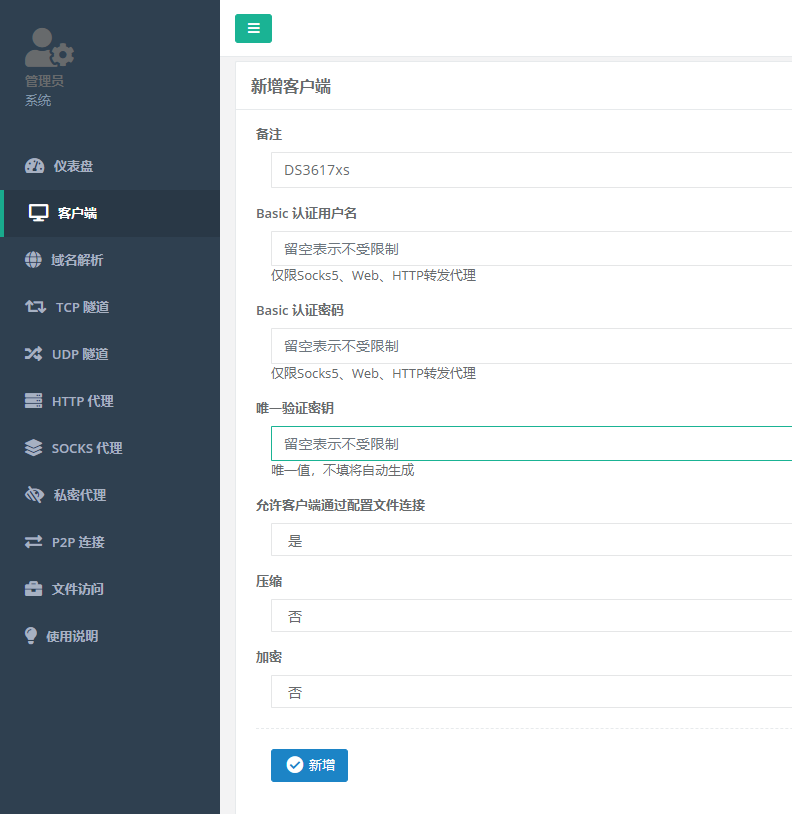 管理员
系统
仪表盘
客户端
域名解析
TCP 隧道
UDP 隧道
HTTP 代理
SOCKS 代理
私密代理
P2P 连接
文件访问
使用说明
新增客户端
备注
DS3617xs
Basic 认证用户名
留空表示不受限制
仅限Socks5、Web、HTTP转发代理
Basic 认证密码
留空表示不受限制
仅限Socks5、Web、HTTP转发代理
唯一验证密钥
留空表示不受限制
唯一值，不填将自动生成
允许客户端通过配置文件连接
是
压缩
否
加密
否
新增